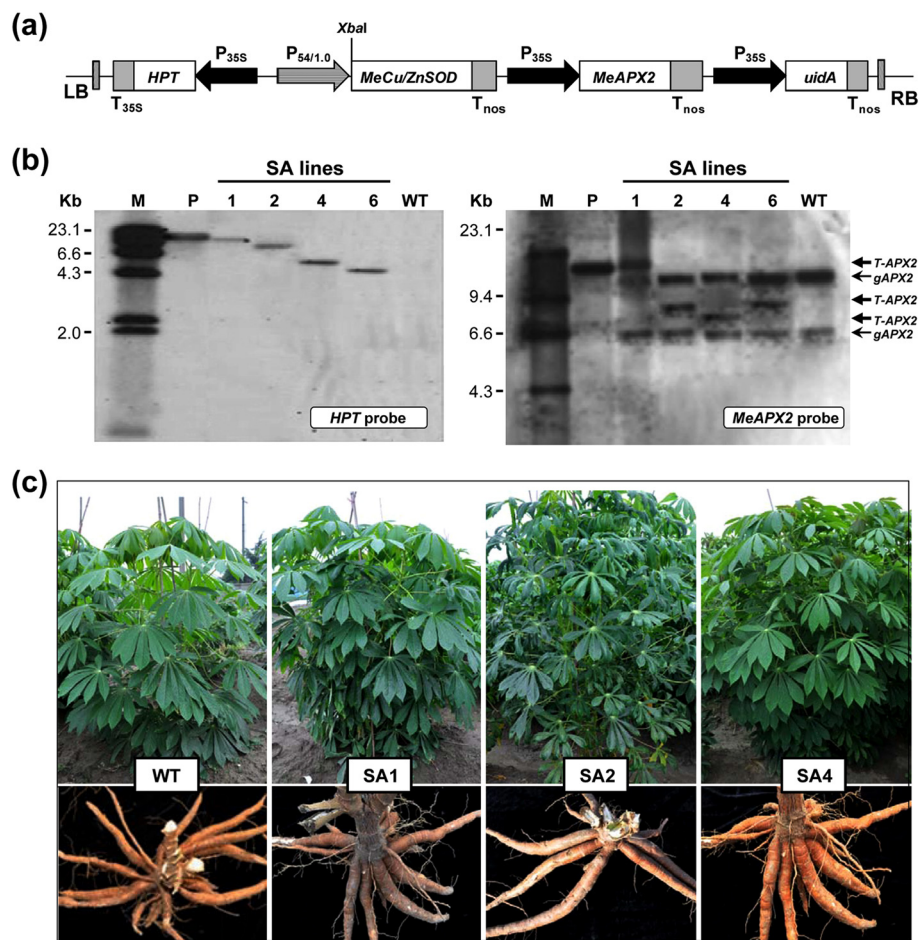 (a)
XbaI
P35S P54/1.0 P35S P35S
HPT MeCu/ZnSOD MeAPX2 uidA
LB T35S Tnos Tnos Tnos RB
(b)
SA lines
Kb M P 1 2 4 6 WT
23.1
6.6
4.3
2.0
HPT probe
SA lines
Kb M P 1 2 4 6 WT
23.1
9.4
6.6
4.3
T-APX2
gAPX2
T-APX2
T-APX2
gAPX2
MeAPX2 probe
(c)
WT SA1 SA2 SA4